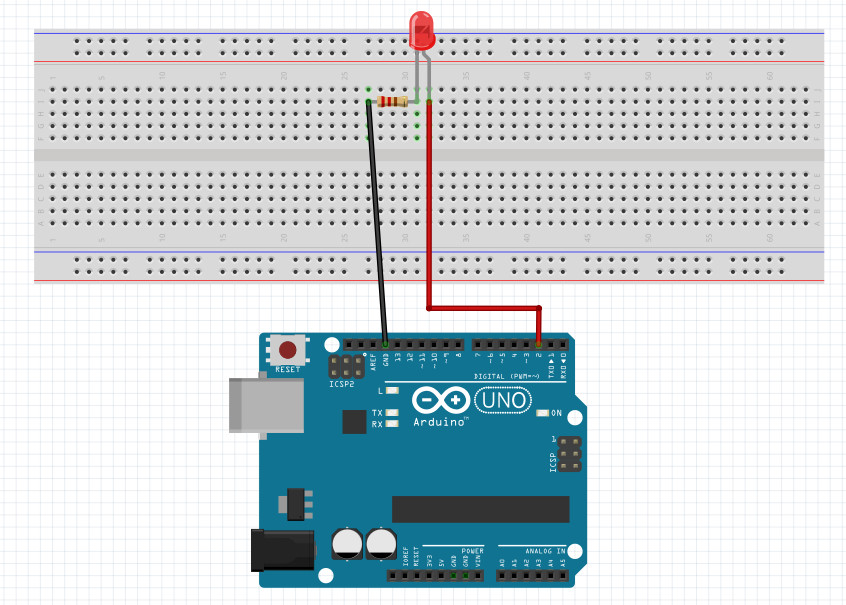 1 5 10 15 20 25 30 35 40 45 50 55 60
J
I
H
G
F
E
D
C
B
A
1 5 10 15 20 25 30 35 40 45 50 55 60
RESET
ICSP2
AREF
GND
13
12
~11
~10
~9
8
7
~6
~5
4
~3
2
TXD▶1
RXD◀0
DIGITAL (PWM=~)
L
TX
RX
UNO
Arduino™
ON
1
ICSP
IOREF
RESET
3V3
5V
GND
GND
VIN
POWER
ANALOG IN
A0
A1
A2
A3
A4
A5